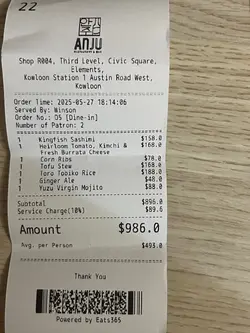 22
ANJU
Shop R004, Third Level, Civic Square,
Elements,
Kowloon Station 1 Austin Road West,
Kowloon
Order Time: 2025-05-27 18:14:06
Served By: Winson
Order No.: D5 [Dine-in]
Number of Patron: 2
1 Kingfish Sashimi $158.0
1 Heirloom Tomato, Kimchi & $168.0
Fresh Burrata Cheese
1 Corn Ribs $78.0
1 Tofu Stew $168.0
1 Toro Taoiko Rice $188.0
1 Ginger Ale $48.0
1 Yuzu Virgin Mojito $88.0
Subtotal $896.0
Service Charge(10%) $89.6
Amount $986.0
Avg. per Person $493.0
Thank You
Powered by Eats365